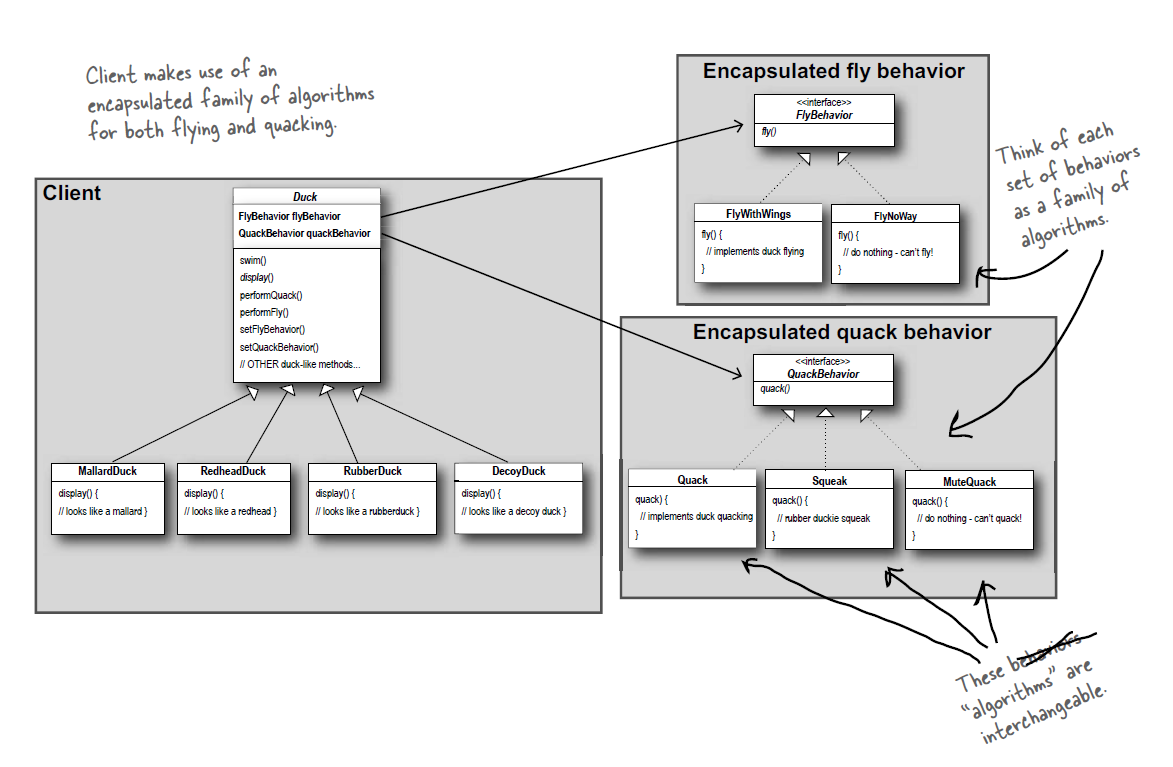 Client makes use of an
encapsulated family of algorithms
for both flying and quacking.
Client
Duck
FlyBehavior flyBehavior
QuackBehavior quackBehavior
swim()
display()
performQuack()
performFly()
setFlyBehavior()
setQuackBehavior()
// OTHER duck-like methods...
MallardDuck
display() {
// looks like a mallard }
RedheadDuck
display() {
// looks like a redhead }
RubberDuck
display() {
// looks like a rubberduck }
DecoyDuck
display() {
// looks like a decoy duck }
Encapsulated fly behavior
<<interface>>
FlyBehavior
fly()
FlyWithWings
fly() {
// implements duck flying
}
FlyNoWay
fly() {
// do nothing - can't fly!
}
Think of each
set of behaviors
as a family of
algorithms.
Encapsulated quack behavior
<<interface>>
QuackBehavior
quack()
Quack
quack) {
// implements duck quacking
}
Squeak
quack() {
// rubber duckie squeak
}
MuteQuack
quack() {
// do nothing - can't quack!
}
These behaviors
“algorithms” are
interchangeable.